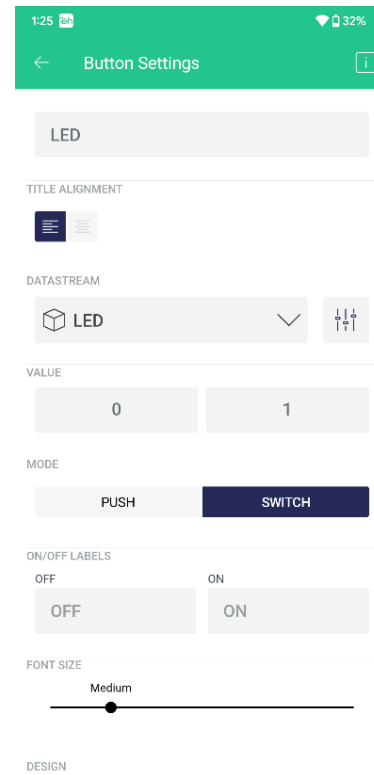 1:25 eh 32%
Button Settings
LED
TITLE ALIGNMENT
DATASTREAM
LED
VALUE
0 1
MODE
PUSH SWITCH
ON/OFF LABELS
OFF ON
OFF ON
FONT SIZE
Medium
DESIGN